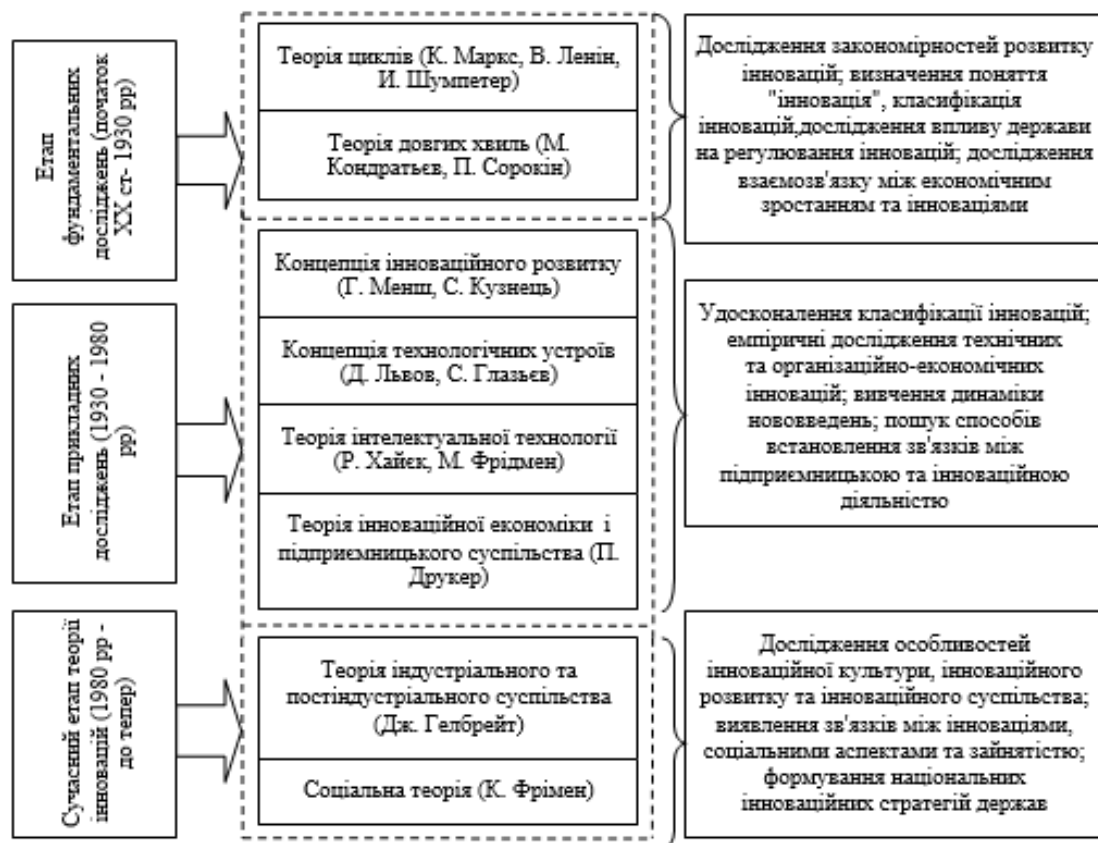 Етап
фундаментальних
досліджень (початок
ХХ ст- 1930 рр)
Теорія циклів (К. Маркс, В. Ленін,
И. Шумпетер)
Теорія довгих хвиль (М.
Кондратьєв, П. Сорокін)
Дослідження закономірностей розвитку
інновацій; визначення поняття
"інновація", класифікація
інновацій,дослідження впливу держави
на регулювання інновацій; дослідження
взаємозв'язку між економічним
зростанням та інноваціями
Етап прикладних
досліджень (1930 - 1980
рр)
Концепція інноваційного розвитку
(Г. Менш, С. Кузнець)
Концепція технологічних устроїв
(Д. Львов, С. Глазьєв)
Теорія інтелектуальної технології
(Р. Хайєк, М. Фрідмен)
Теорія інноваційної економіки і
підприємницького суспільства (П.
Друкер)
Удосконалення класифікації інновацій;
емпіричні дослідження технічних
та організаційно-економічних
інновацій; вивчення динаміки
нововведень; пошук способів
встановлення зв'язків між
підприємницькою та інноваційною
діяльністю
Сучасний етап теорії
інновацій (1980 рр -
до тепер)
Теорія індустріального та
постіндустріального суспільства
(Дж. Гелбрейт)
Соціальна теорія (К. Фрімен)
Дослідження особливостей
інноваційної культури, інноваційного
розвитку та інноваційного суспільства;
виявлення зв'язків між інноваціями,
соціальними аспектами та зайнятістю;
формування національних
інноваційних стратегій держав